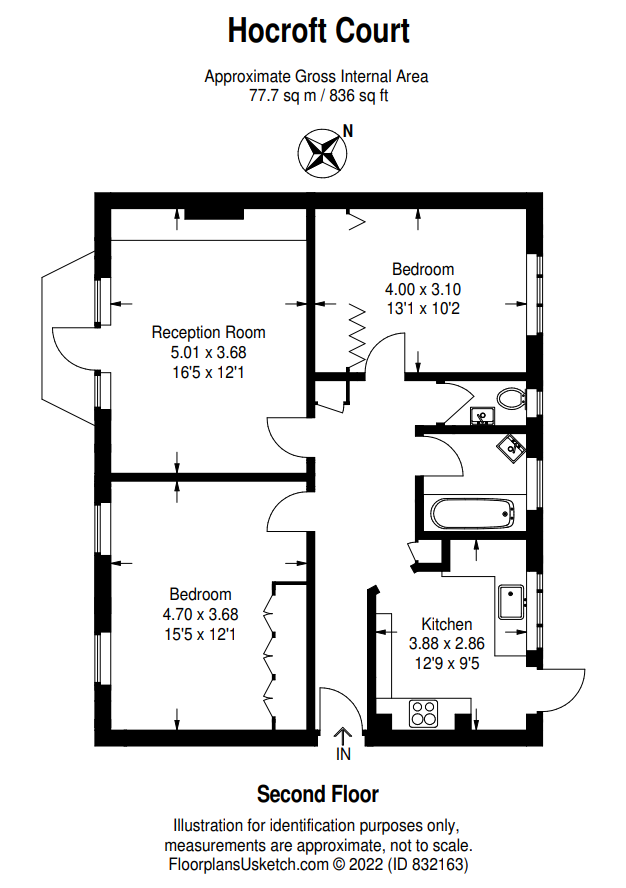 Hocroft Court
Approximate Gross Internal Area
77.7 sq m / 836 sq ft
N
Bedroom
4.00 x 3.10
13'1 x 10'2
Reception Room
5.01 x 3.68
16'5 x 12'1
Bedroom
4.70 x 3.68
15'5 x 12'1
Kitchen
3.88 x 2.86
12'9 x 9'5
IN
Second Floor
Illustration for identification purposes only,
measurements are approximate, not to scale.
FloorplansUsketch.com © 2022 (ID 832163)